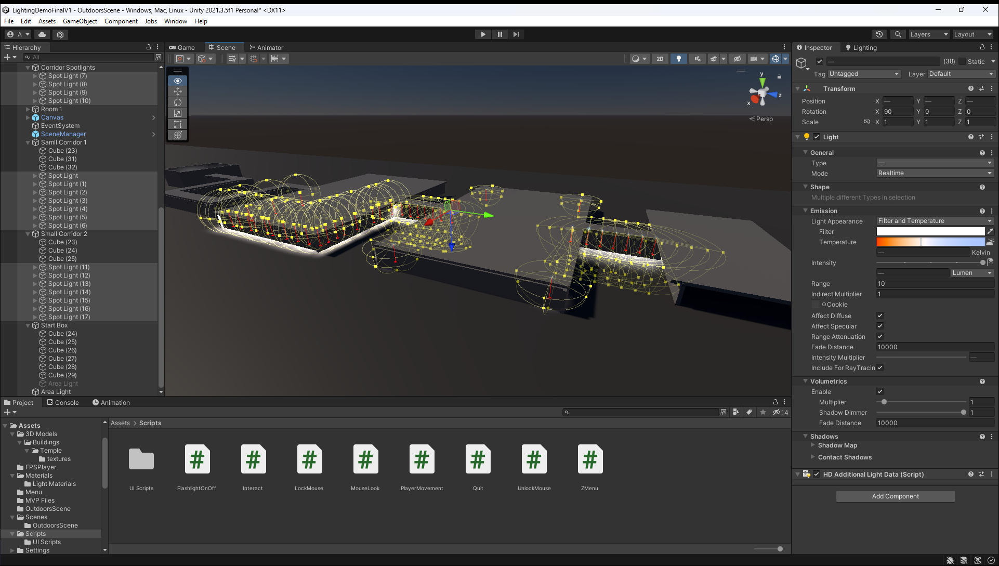 LightingDemoFinalV1 - OutdoorsScene - Windows, Mac, Linux - Unity 2021.3.5f1 Personal* <DX11>
File Edit Assets GameObject Component Jobs Window Help
A Layers Layout
Hierarchy
All
Corridor Spotlights
Spot Light (7)
Spot Light (8)
Spot Light (9)
Spot Light (10)
Room 1
Canvas
EventSystem
SceneManager
Samll Corridor 1
Cube (23)
Cube (31)
Cube (32)
Spot Light
Spot Light (1)
Spot Light (2)
Spot Light (3)
Spot Light (4)
Spot Light (5)
Spot Light (6)
Small Corridor 2
Cube (23)
Cube (24)
Cube (25)
Spot Light (11)
Spot Light (12)
Spot Light (13)
Spot Light (14)
Spot Light (15)
Spot Light (16)
Spot Light (17)
Start Box
Cube (24)
Cube (25)
Cube (26)
Cube (27)
Cube (28)
Cube (29)
Area Light
Area Light
Game Scene Animator
2D
y
z
x
Persp
Inspector Lighting
— (38) Static
Tag Untagged Layer Default
Transform
Position X — Y — Z —
Rotation X 90 Y 0 Z 0
Scale X 1 Y 1 Z 1
Light
General
Type —
Mode Realtime
Shape
Multiple different Types in selection
Emission
Light Appearance Filter and Temperature
Filter
Temperature
— Kelvin
Intensity
— Lumen
Range 10
Indirect Multiplier 1
Cookie
Affect Diffuse
Affect Specular
Range Attenuation
Fade Distance 10000
Intensity Multiplier —
Include For RayTracin
Volumetrics
Enable
Multiplier 1
Shadow Dimmer 1
Fade Distance 10000
Shadows
Shadow Map
Contact Shadows
HD Additional Light Data (Script)
Add Component
Project Console Animation
14
Assets
3D Models
Buildings
Temple
textures
FPSPlayer
Materials
Light Materials
Menu
MVP Files
OutdoorsScene
Scenes
OutdoorsScene
Scripts
UI Scripts
Settings
Assets > Scripts
UI Scripts FlashlightOnOff Interact LockMouse MouseLook PlayerMovement Quit UnlockMouse ZMenu